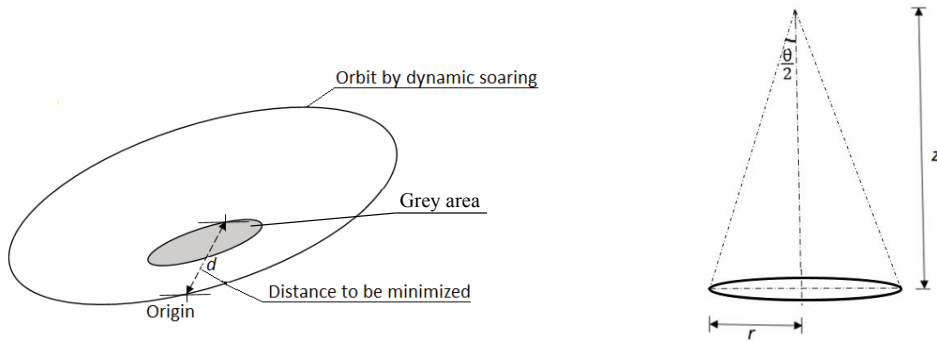 Orbit by dynamic soaring
Grey area
d
Distance to be minimized
Origin
θ
2
z
r